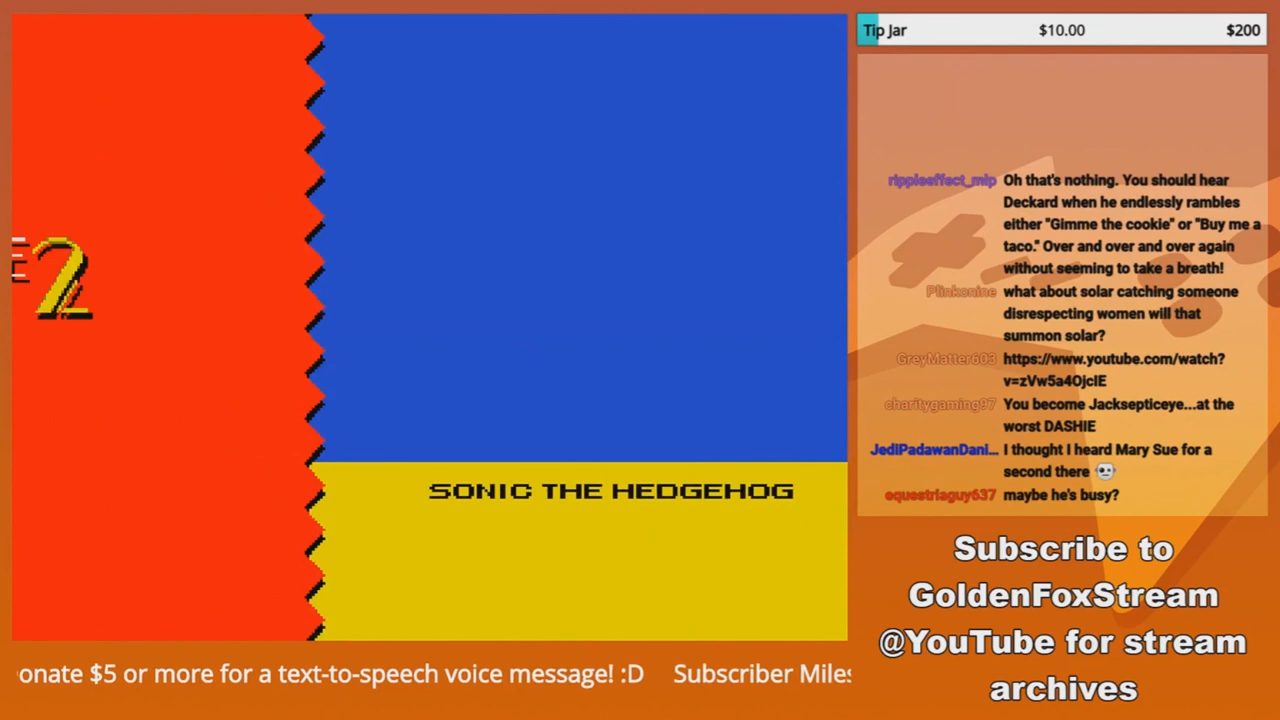 E 2
SONIC THE HEDGEHOG
onate $5 or more for a text-to-speech voice message! :D Subscriber Miles
Tip Jar $10.00 $200
rippleeffect_mlp Oh that's nothing. You should hear
Deckard when he endlessly rambles
either "Gimme the cookie" or "Buy me a
taco." Over and over and over again
without seeming to take a breath!
Plinkonine what about solar catching someone
disrespecting women will that
summon solar?
GreyMatter603 https://www.youtube.com/watch?
v=zVw5a4OjcIE
charitygaming97 You become Jacksepticeye...at the
worst DASHIE
JediPadawanDani... I thought I heard Mary Sue for a
second there
equestriaguy637 maybe he's busy?
Subscribe to
GoldenFoxStream
@YouTube for stream
archives